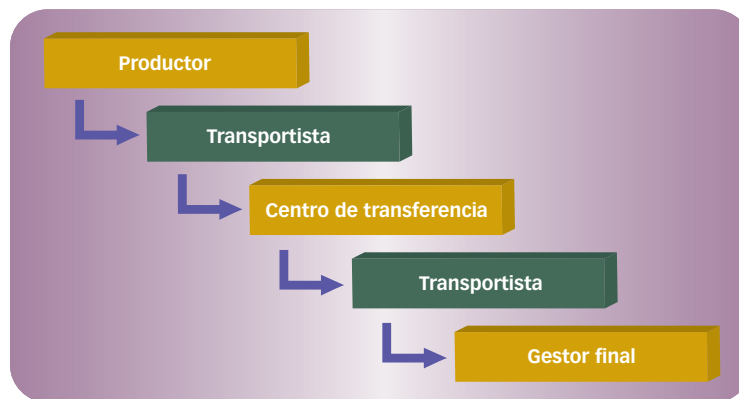 Productor
Transportista
Centro de transferencia
Transportista
Gestor final